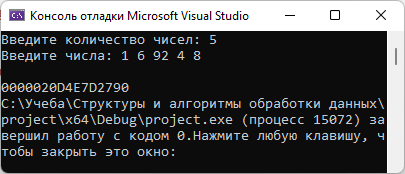 Консоль отладки Microsoft Visual Studio
Введите количество чисел: 5
Введите числа: 1 6 92 4 8
0000020D4E7D2790
C:\Учеба\Структуры и алгоритмы обработки данных\
project\x64\Debug\project.exe (процесс 15072) за
вершил работу с кодом 0.Нажмите любую клавишу, ч
тобы закрыть это окно: